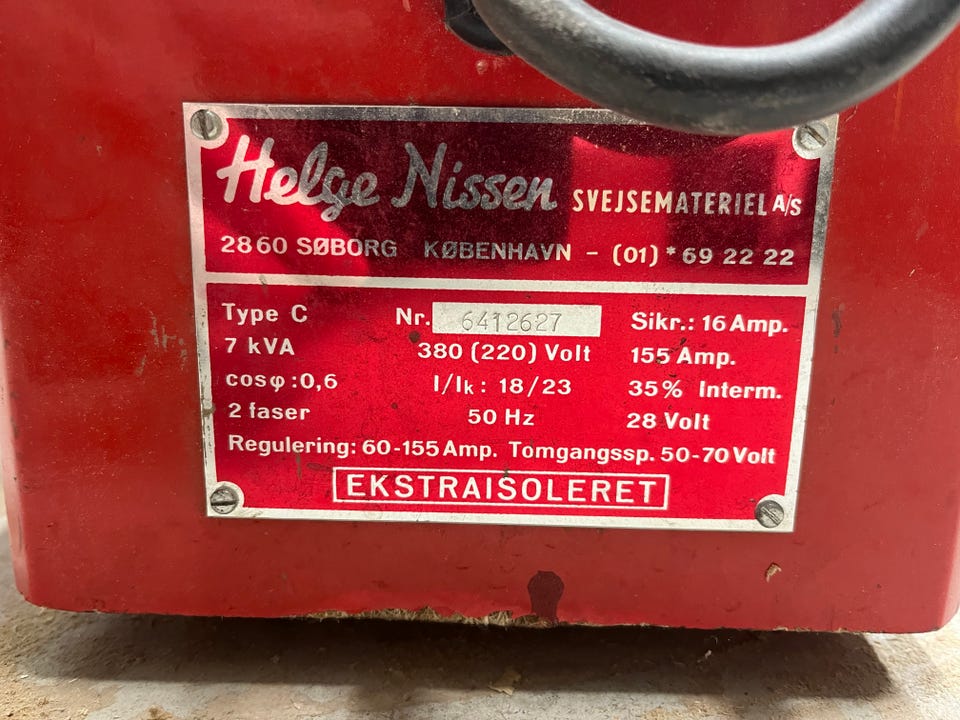 Helge Nissen SVEJSEMATERIEL A/S
2860 SØBORG KØBENHAVN - (01) * 69 22 22
Type C Nr. 6412627 Sikr.: 16 Amp.
7 kVA 380 (220) Volt 155 Amp.
cosφ :0,6 I/Ik : 18/23 35% Interm.
2 faser 50 Hz 28 Volt
Regulering: 60-155 Amp. Tomgangssp. 50-70 Volt
EKSTRAISOLERET